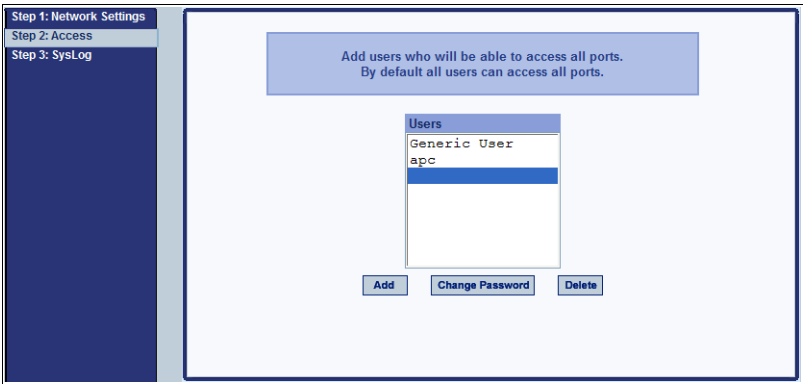 Step 1: Network Settings
Step 2: Access
Step 3: SysLog
Add users who will be able to access all ports.
By default all users can access all ports.
Users
Generic User
apc
Add
Change Password
Delete